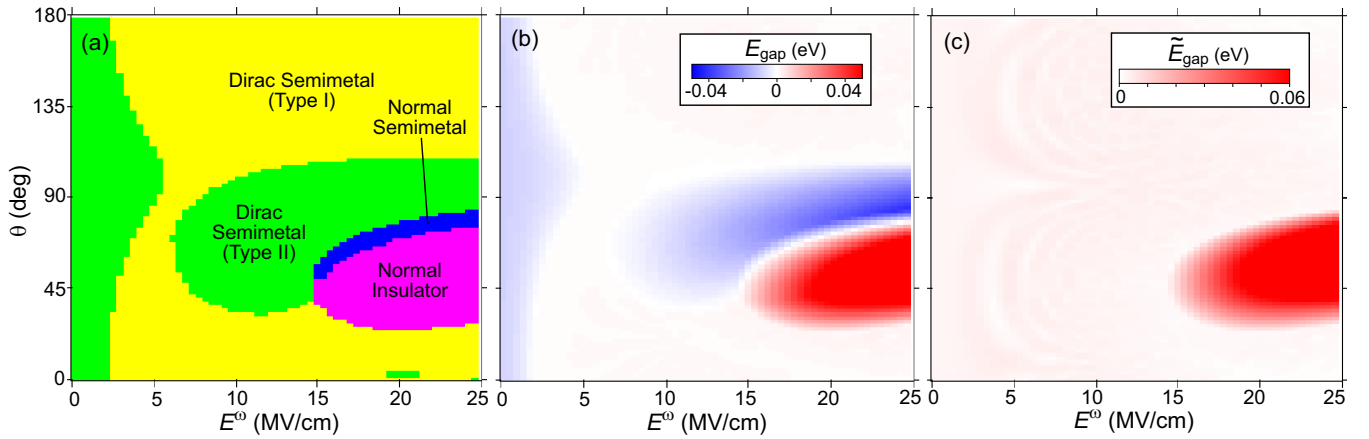 (a)
Dirac Semimetal
(Type I)
Normal
Semimetal
Dirac
Semimetal
(Type II)
Normal
Insulator
180
135
90
45
0
θ (deg)
0 5 10 15 20 25
E^ω (MV/cm)
(b)
E_gap (eV)
-0.04 0 0.04
0 5 10 15 20 25
E^ω (MV/cm)
(c)
Ẽ_gap (eV)
0 0.06
0 5 10 15 20 25
E^ω (MV/cm)